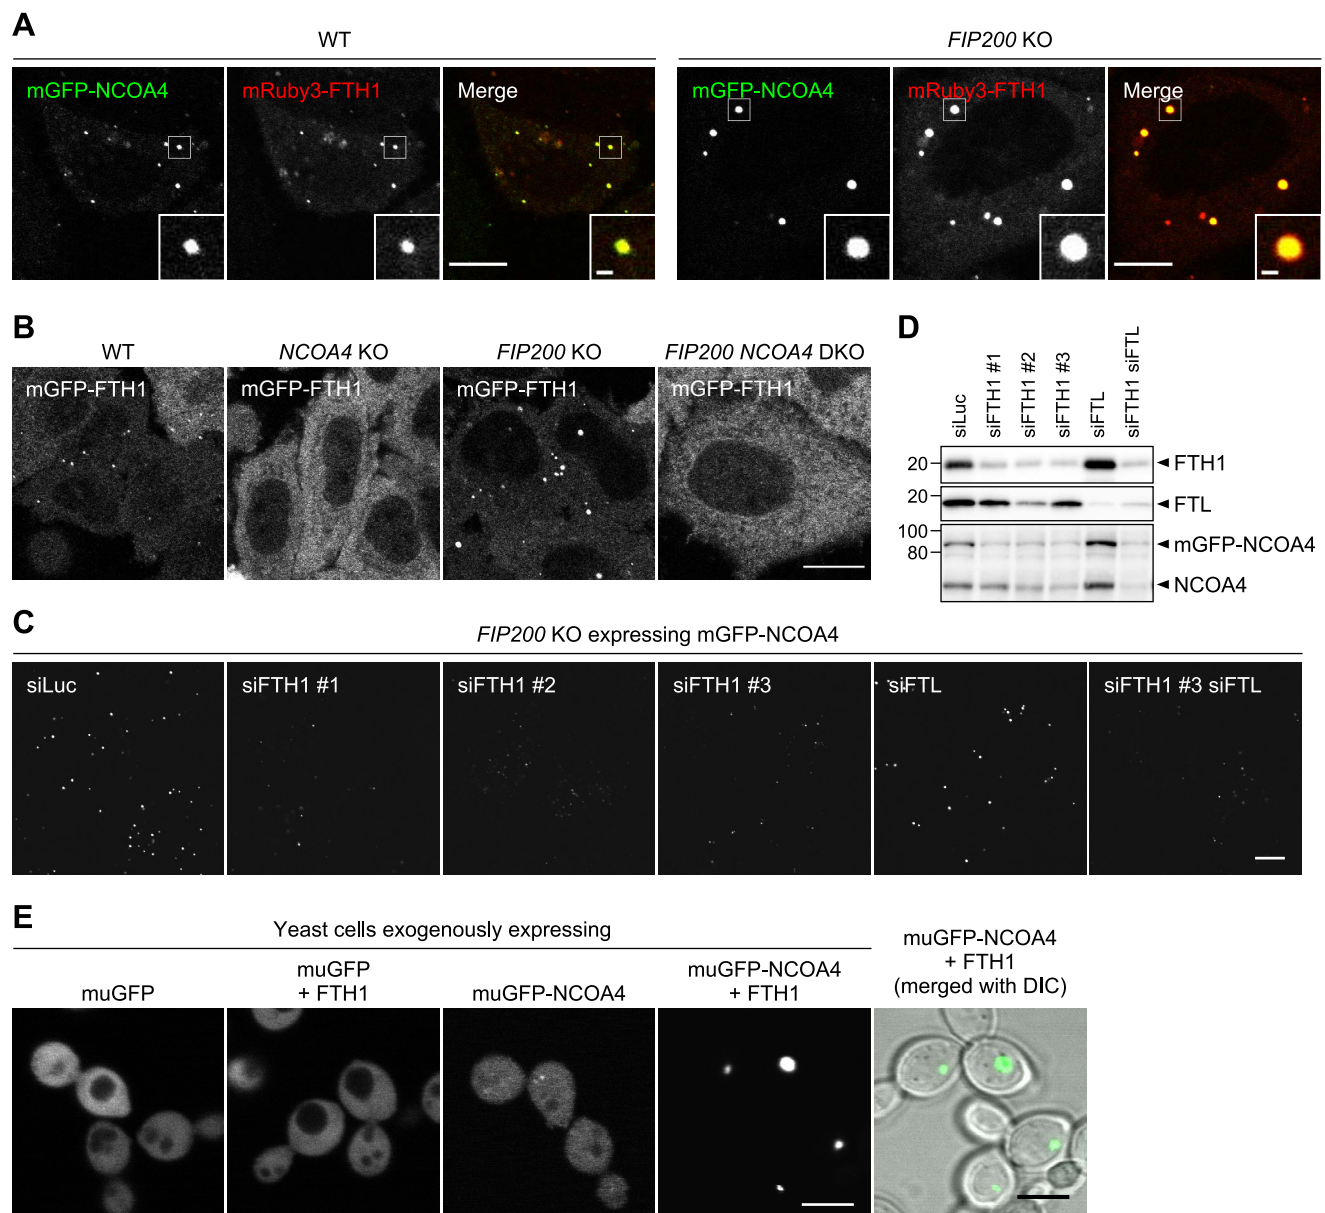 A
WT
FIP200 KO
mGFP-NCOA4
mRuby3-FTH1
Merge
mGFP-NCOA4
mRuby3-FTH1
Merge
B
WT
NCOA4 KO
FIP200 KO
FIP200 NCOA4 DKO
mGFP-FTH1
mGFP-FTH1
mGFP-FTH1
mGFP-FTH1
D
siLuc
siFTH1 #1
siFTH1 #2
siFTH1 #3
siFTL
siFTH1 siFTL
20
FTH1
20
FTL
100
80
mGFP-NCOA4
NCOA4
C
FIP200 KO expressing mGFP-NCOA4
siLuc
siFTH1 #1
siFTH1 #2
siFTH1 #3
siFTL
siFTH1 #3 siFTL
E
Yeast cells exogenously expressing
muGFP
muGFP
+ FTH1
muGFP-NCOA4
muGFP-NCOA4
+ FTH1
muGFP-NCOA4
+ FTH1
(merged with DIC)